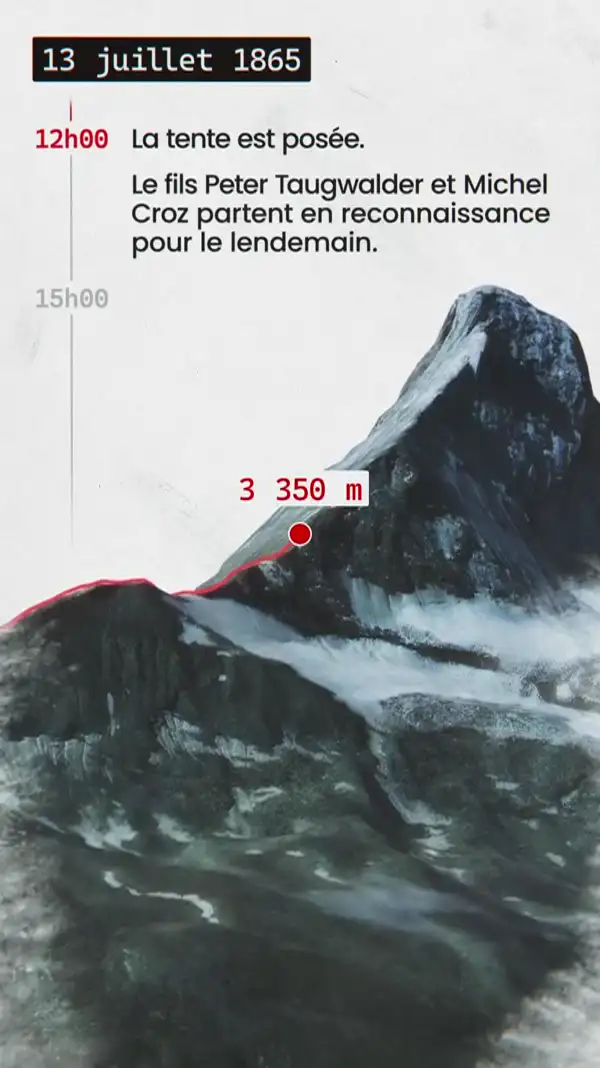 13 juillet 1865
12h00 La tente est posée.
Le fils Peter Taugwalder et Michel
Croz partent en reconnaissance
pour le lendemain.
15h00
3 350 m